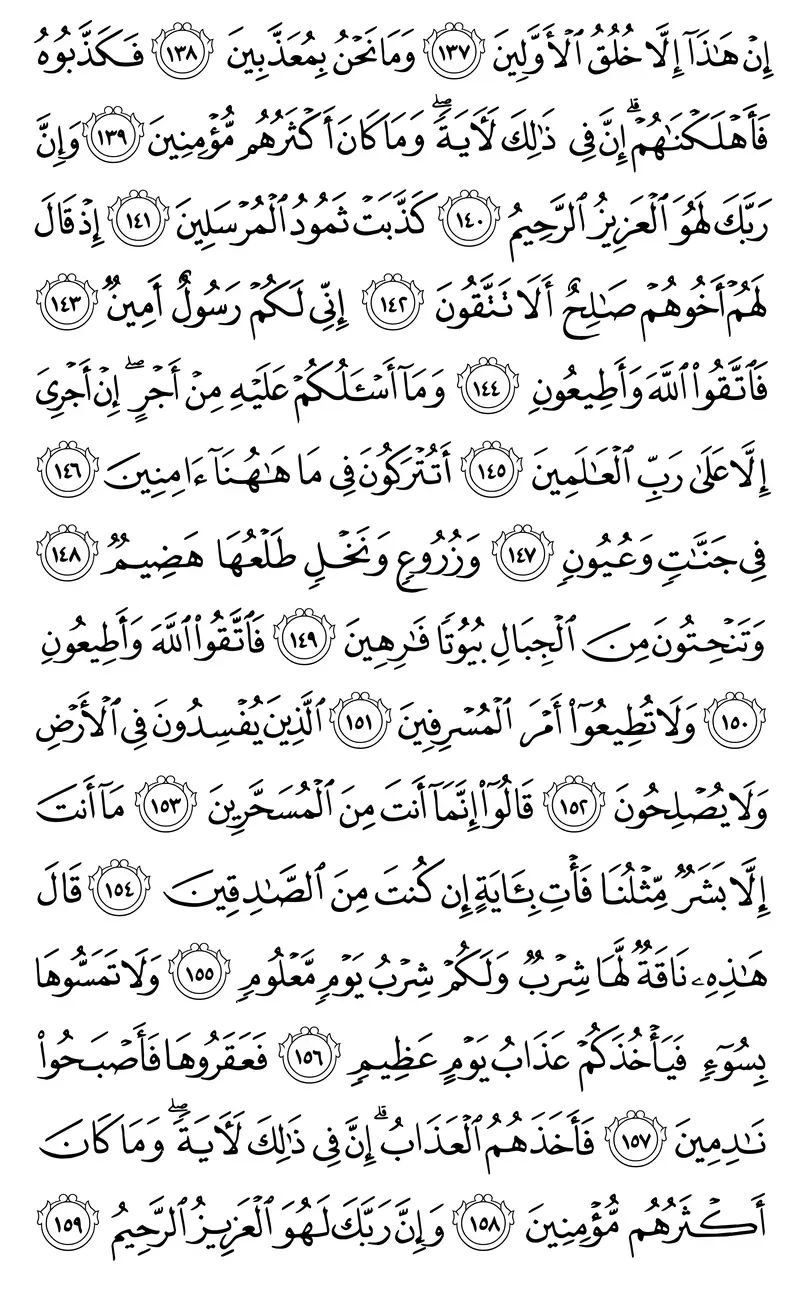 إِنۡ هَٰذَآ إِلَّا خُلُقُ ٱلۡأَوَّلِينَ ١٣٧ وَمَا نَحۡنُ بِمُعَذَّبِينَ ١٣٨ فَكَذَّبُوهُ
فَأَهۡلَكۡنَٰهُمۡۚ إِنَّ فِي ذَٰلِكَ لَأٓيَةٗۖ وَمَا كَانَ أَكۡثَرُهُم مُّؤۡمِنِينَ ١٣٩ وَإِنَّ
رَبَّكَ لَهُوَ ٱلۡعَزِيزُ ٱلرَّحِيمُ ١٤٠ كَذَّبَتۡ ثَمُودُ ٱلۡمُرۡسَلِينَ ١٤١ إِذۡ قَالَ
لَهُمۡ أَخُوهُمۡ صَٰلِحٌ أَلَا تَتَّقُونَ ١٤٢ إِنِّي لَكُمۡ رَسُولٌ أَمِينٞ ١٤٣
فَٱتَّقُواْ ٱللَّهَ وَأَطِيعُونِ ١٤٤ وَمَآ أَسۡـَٔلُكُمۡ عَلَيۡهِ مِنۡ أَجۡرٍۖ إِنۡ أَجۡرِيَ
إِلَّا عَلَىٰ رَبِّ ٱلۡعَٰلَمِينَ ١٤٥ أَتُتۡرَكُونَ فِي مَا هَٰهُنَآ ءَامِنِينَ ١٤٦
فِي جَنَّٰتٖ وَعُيُونٖ ١٤٧ وَزُرُوعٖ وَنَخۡلٖ طَلۡعُهَا هَضِيمٞ ١٤٨
وَتَنۡحِتُونَ مِنَ ٱلۡجِبَالِ بُيُوتٗا فَٰرِهِينَ ١٤٩ فَٱتَّقُواْ ٱللَّهَ وَأَطِيعُونِ
١٥٠ وَلَا تُطِيعُوٓاْ أَمۡرَ ٱلۡمُسۡرِفِينَ ١٥١ ٱلَّذِينَ يُفۡسِدُونَ فِي ٱلۡأَرۡضِ
وَلَا يُصۡلِحُونَ ١٥٢ قَالُوٓاْ إِنَّمَآ أَنتَ مِنَ ٱلۡمُسَحَّرِينَ ١٥٣ مَآ أَنتَ
إِلَّا بَشَرٞ مِّثۡلُنَا فَأۡتِ بِـَٔايَةٍ إِن كُنتَ مِنَ ٱلصَّٰدِقِينَ ١٥٤ قَالَ
هَٰذِهِۦ نَاقَةٞ لَّهَا شِرۡبٞ وَلَكُمۡ شِرۡبُ يَوۡمٖ مَّعۡلُومٖ ١٥٥ وَلَا تَمَسُّوهَا
بِسُوٓءٖ فَيَأۡخُذَكُمۡ عَذَابُ يَوۡمٍ عَظِيمٖ ١٥٦ فَعَقَرُوهَا فَأَصۡبَحُواْ
نَٰدِمِينَ ١٥٧ فَأَخَذَهُمُ ٱلۡعَذَابُۚ إِنَّ فِي ذَٰلِكَ لَأٓيَةٗۖ وَمَا كَانَ
أَكۡثَرُهُم مُّؤۡمِنِينَ ١٥٨ وَإِنَّ رَبَّكَ لَهُوَ ٱلۡعَزِيزُ ٱلرَّحِيمُ ١٥٩